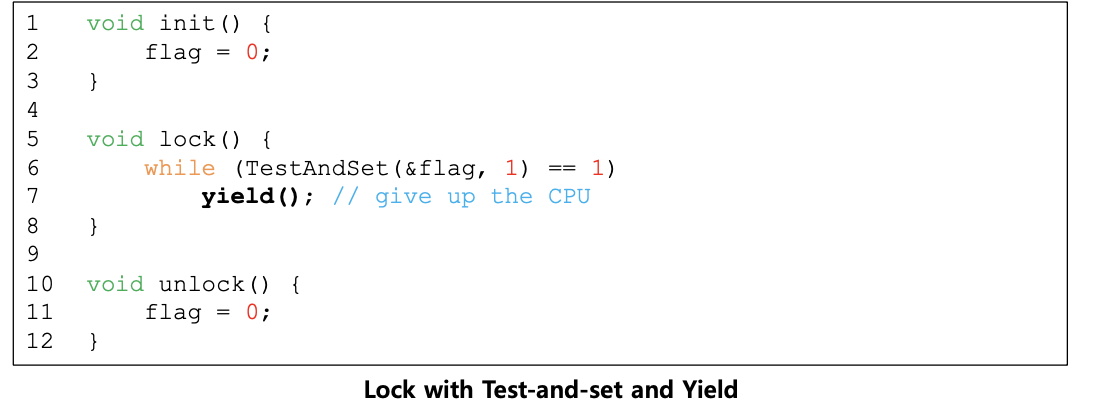 1 void init() {
2 flag = 0;
3 }
4
5 void lock() {
6 while (TestAndSet(&flag, 1) == 1)
7 yield(); // give up the CPU
8 }
9
10 void unlock() {
11 flag = 0;
12 }
Lock with Test-and-set and Yield